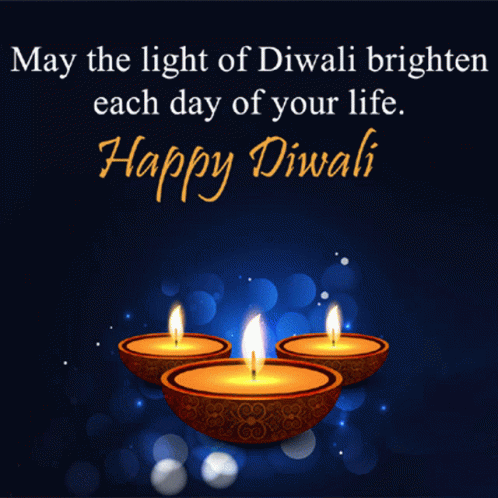 May the light of Diwali brighten
each day of your life.
Happy Diwali